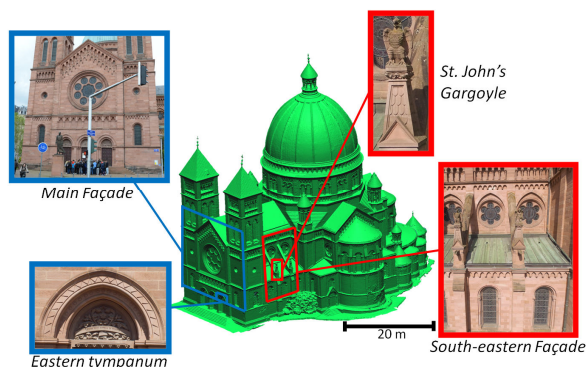 St. John's
Gargoyle
Main Façade
20 m
Eastern tympanum
South-eastern Façade